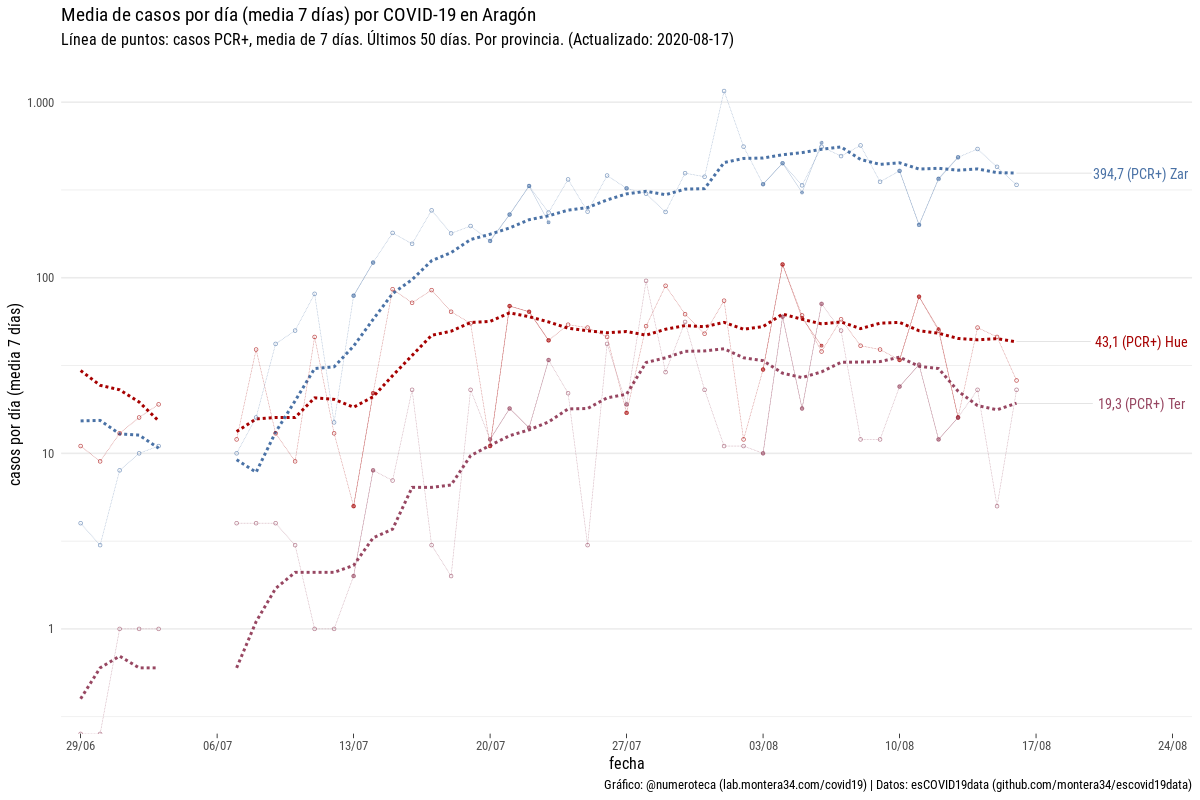 Media de casos por día (media 7 días) por COVID-19 en Aragón
Línea de puntos: casos PCR+, media de 7 días. Últimos 50 días. Por provincia. (Actualizado: 2020-08-17)
casos por día (media 7 días)
1.000
100
10
1
394,7 (PCR+) Zar
43,1 (PCR+) Hue
19,3 (PCR+) Ter
29/06 06/07 13/07 20/07 27/07 03/08 10/08 17/08 24/08
fecha
Gráfico: @numeroteca (lab.montera34.com/covid19) | Datos: esCOVID19data (github.com/montera34/escovid19data)